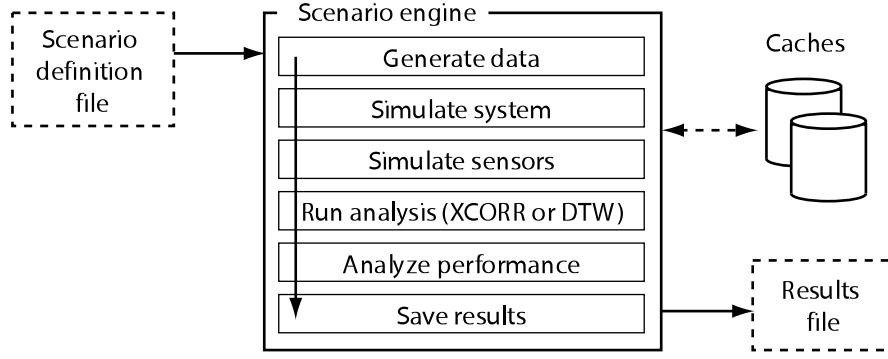 Scenario engine
Scenario
definition
file
Generate data
Simulate system
Simulate sensors
Run analysis (XCORR or DTW)
Analyze performance
Save results
Caches
Results
file